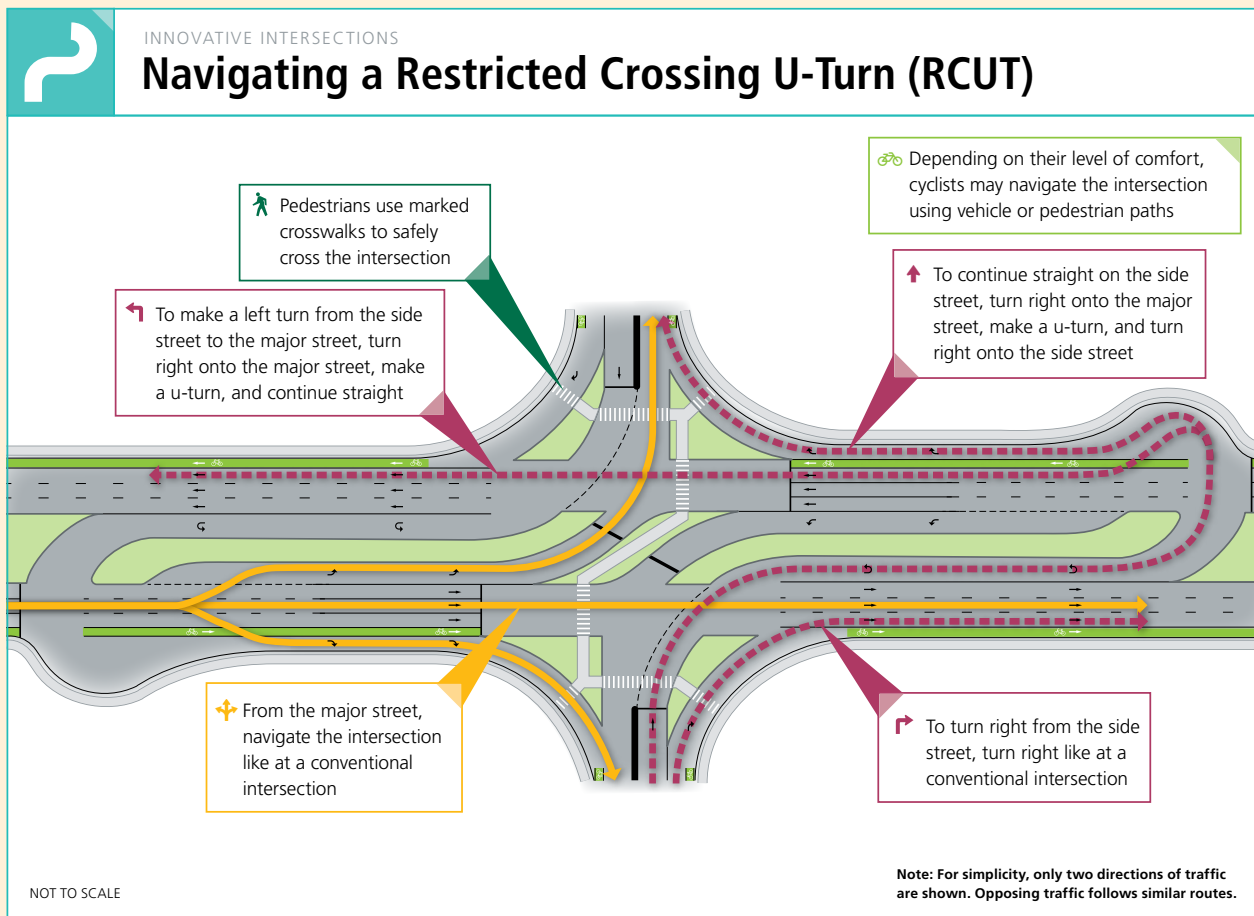 INNOVATIVE INTERSECTIONS
Navigating a Restricted Crossing U-Turn (RCUT)
Depending on their level of comfort,
cyclists may navigate the intersection
using vehicle or pedestrian paths
Pedestrians use marked
crosswalks to safely
cross the intersection
To continue straight on the side
street, turn right onto the major
street, make a u-turn, and turn
right onto the side street
To make a left turn from the side
street to the major street, turn
right onto the major street, make
a u-turn, and continue straight
From the major street,
navigate the intersection
like at a conventional
intersection
To turn right from the side
street, turn right like at a
conventional intersection
NOT TO SCALE
Note: For simplicity, only two directions of traffic
are shown. Opposing traffic follows similar routes.